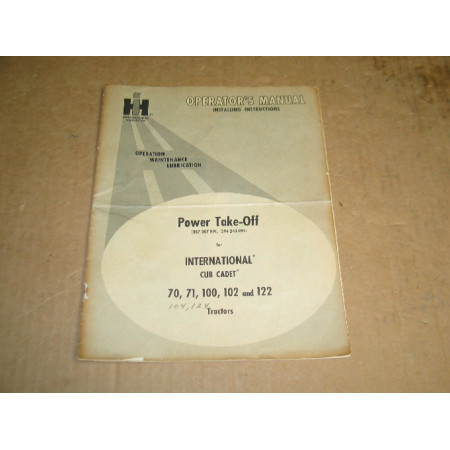 IH
OPERATOR'S MANUAL
INSTALLING INSTRUCTIONS
OPERATION
MAINTENANCE
LUBRICATION
Power Take-Off
for
INTERNATIONAL®
CUB CADET®
70, 71, 100, 102 and 122
104, 124
Tractors